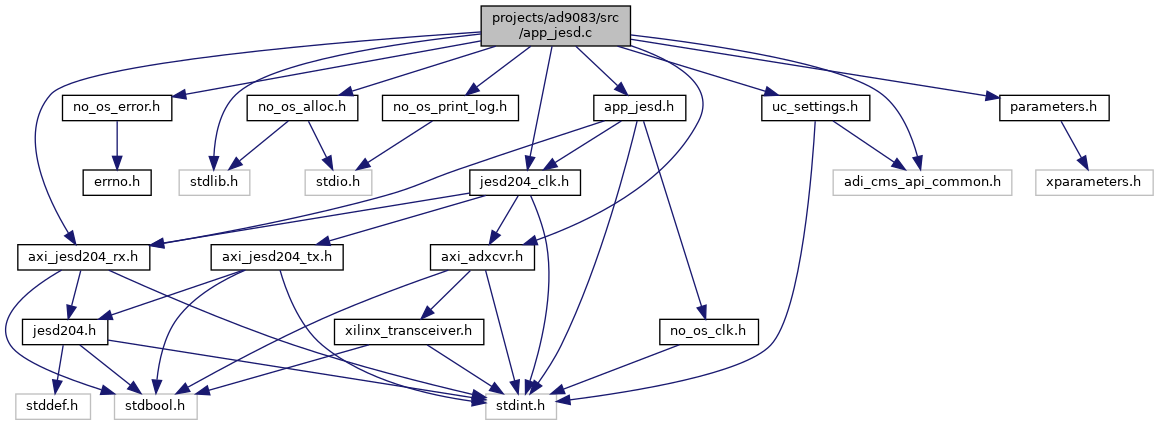 projects/ad9083/src
/app_jesd.c
no_os_error.h
no_os_alloc.h
no_os_print_log.h
app_jesd.h
uc_settings.h
parameters.h
errno.h
stdlib.h
stdio.h
jesd204_clk.h
adi_cms_api_common.h
xparameters.h
axi_jesd204_rx.h
axi_jesd204_tx.h
axi_adxcvr.h
jesd204.h
xilinx_transceiver.h
no_os_clk.h
stddef.h
stdbool.h
stdint.h